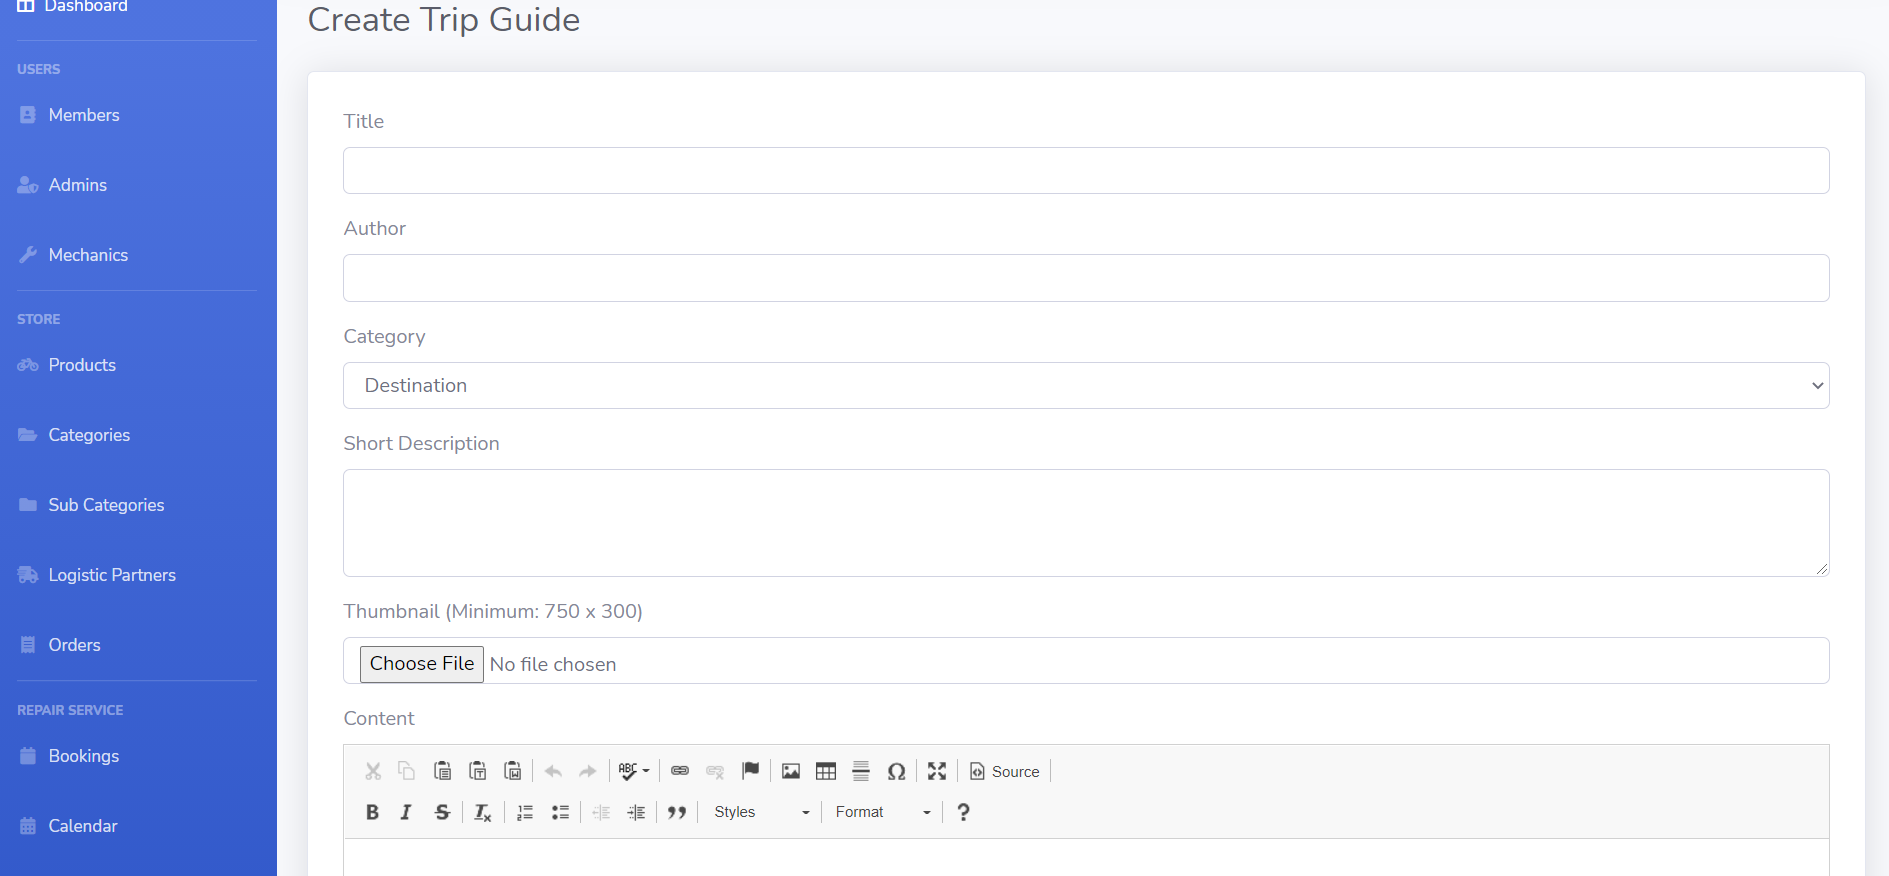 Dashboard
USERS
Members
Admins
Mechanics
STORE
Products
Categories
Sub Categories
Logistic Partners
Orders
REPAIR SERVICE
Bookings
Calendar
Create Trip Guide
Title
Author
Category
Destination
Short Description
Thumbnail (Minimum: 750 x 300)
Choose File No file chosen
Content
ABC Source
Styles Format